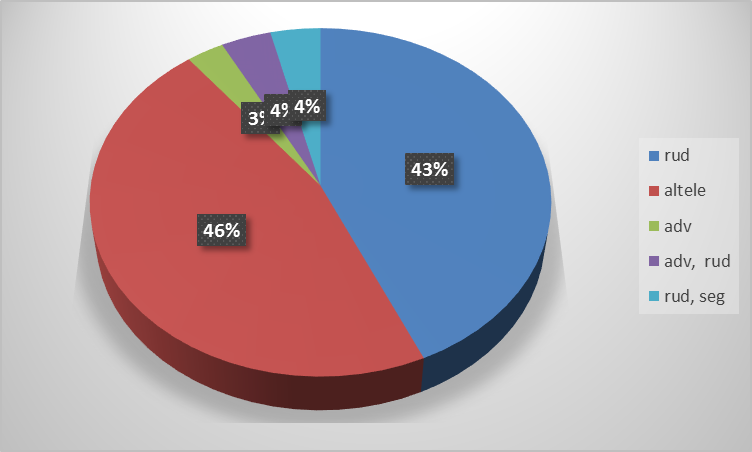 3%
4%
4%
43%
46%
rud
altele
adv
adv,  rud
rud, seg